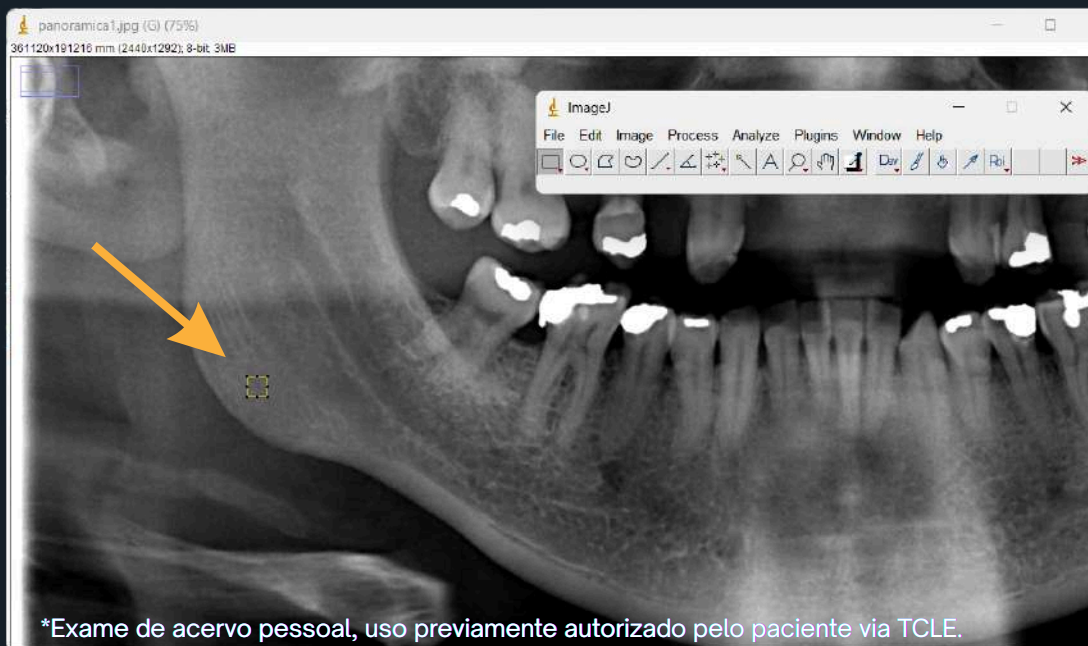 panoramica1.jpg (G) (75%)
361120x191216 mm (2440x1292); 8-bit; 3MB
ImageJ
File Edit Image Process Analyze Plugins Window Help
A Dev Roi
*Exame de acervo pessoal, uso previamente autorizado pelo paciente via TCLE.